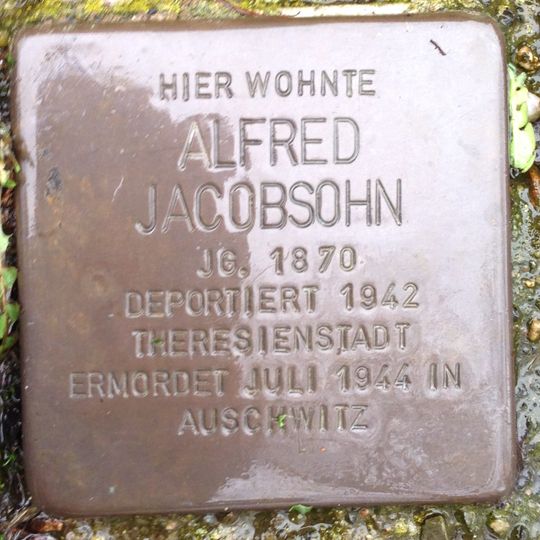 HIER WOHNTE
ALFRED
JACOBSOHN
JG. 1870
DEPORTIERT 1942
THERESIENSTADT
ERMORDET JULI 1944 IN
AUSCHWITZ